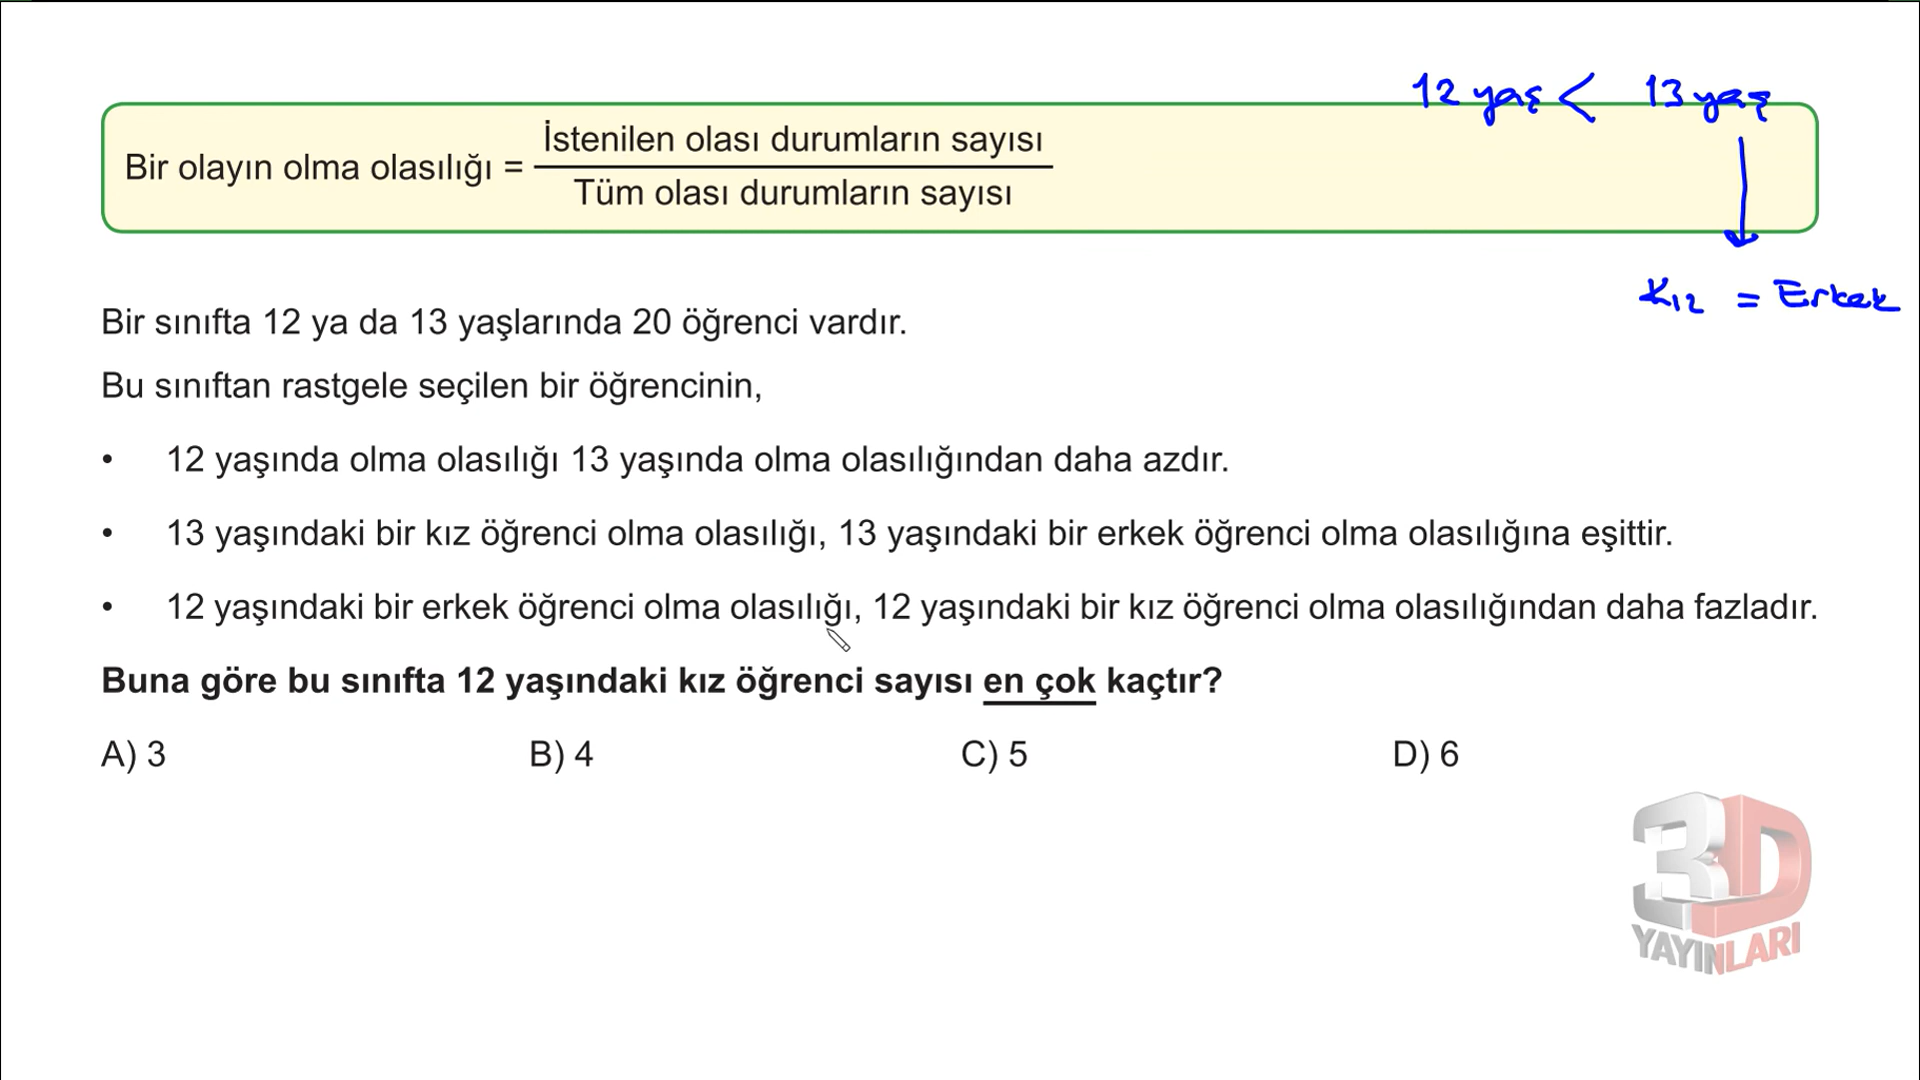 12 yaş < 13 yaş
Bir olayın olma olasılığı = İstenilen olası durumların sayısı
Tüm olası durumların sayısı
Kız = Erkek
Bir sınıfta 12 ya da 13 yaşlarında 20 öğrenci vardır.
Bu sınıftan rastgele seçilen bir öğrencinin,
• 12 yaşında olma olasılığı 13 yaşında olma olasılığından daha azdır.
• 13 yaşındaki bir kız öğrenci olma olasılığı, 13 yaşındaki bir erkek öğrenci olma olasılığına eşittir.
• 12 yaşındaki bir erkek öğrenci olma olasılığı, 12 yaşındaki bir kız öğrenci olma olasılığından daha fazladır.
Buna göre bu sınıfta 12 yaşındaki kız öğrenci sayısı en çok kaçtır?
A) 3 B) 4 C) 5 D) 6
3D
YAYINLARI